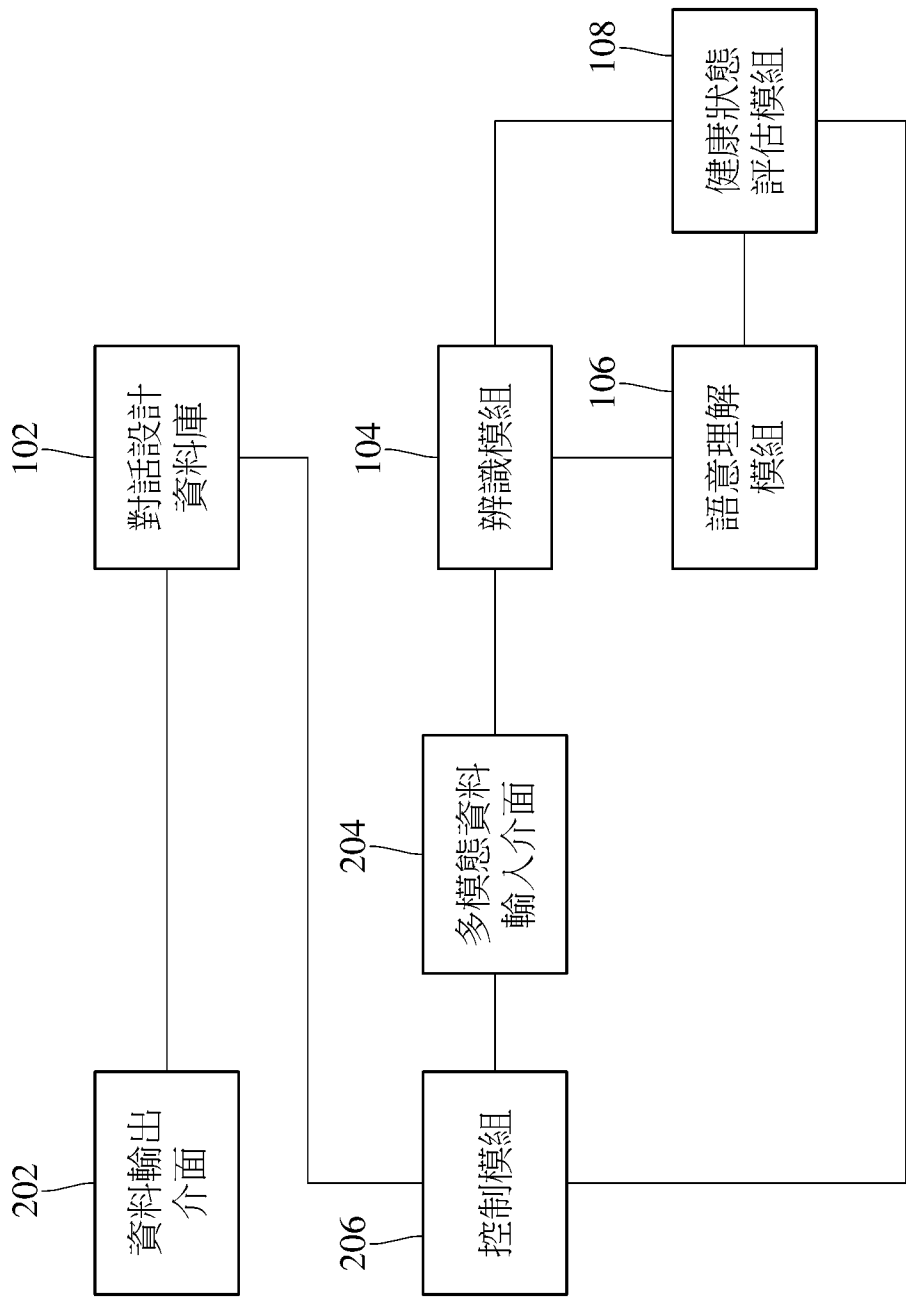 202
資料輸出
介面
102
對話設計
資料庫
206
控制模組
204
多模態資料
輸入介面
104
辨識模組
106
語意理解
模組
108
健康狀態
評估模組